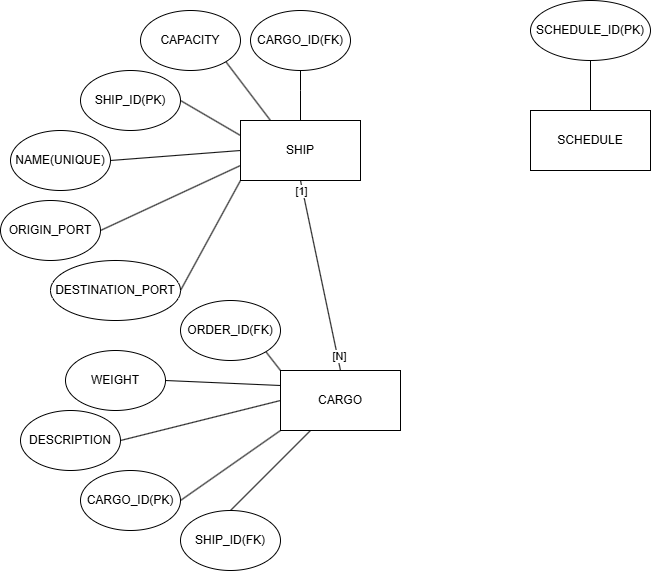 SCHEDULE_ID(PK)
CAPACITY
CARGO_ID(FK)
SHIP_ID(PK)
SCHEDULE
SHIP
NAME(UNIQUE)
[1]
ORIGIN_PORT
DESTINATION_PORT
ORDER_ID(FK)
[N]
WEIGHT
CARGO
DESCRIPTION
CARGO_ID(PK)
SHIP_ID(FK)